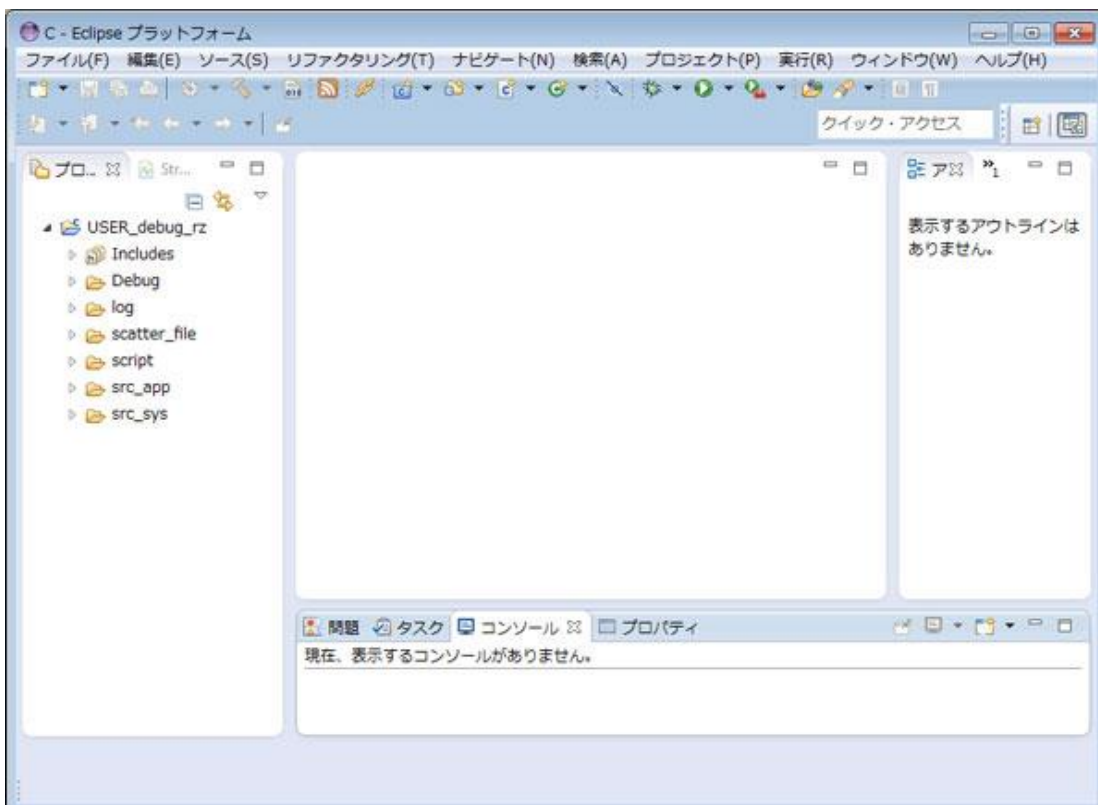 C - Eclipse プラットフォーム
ファイル(F) 編集(E) ソース(S) リファクタリング(T) ナビゲート(N) 検索(A) プロジェクト(P) 実行(R) ウィンドウ(W) ヘルプ(H)
クイック・アクセス
プロ... Str...
USER_debug_rz
Includes
Debug
log
scatter_file
script
src_app
src_sys
ア »1
表示するアウトラインは
ありません。
問題 タスク コンソール プロパティ
現在、表示するコンソールがありません。